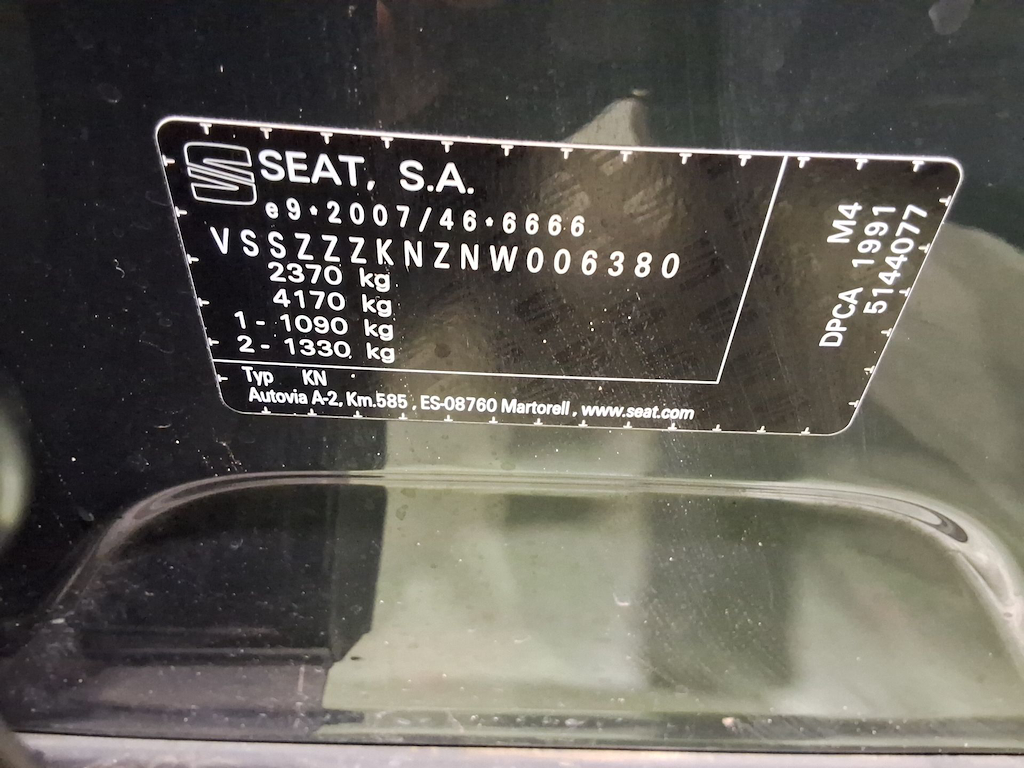 SEAT, S.A.
e9*2007/46*6666
VSSZZZKNZNW006380
2370 kg
4170 kg
1 - 1090 kg
2 - 1330 kg
Typ KN
Autovia A-2, Km.585 , ES-08760 Martorell , www.seat.com
M4
DPCA 1991
5144077